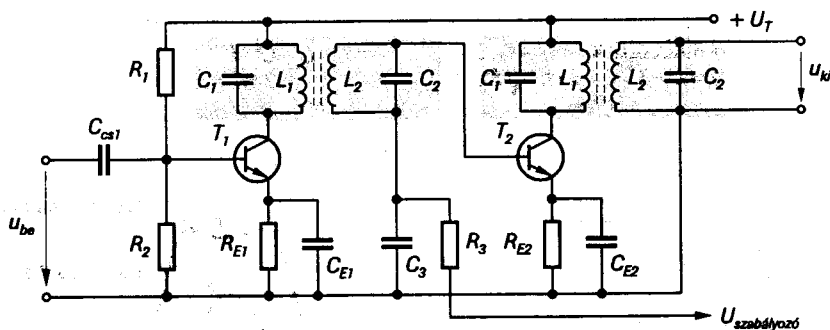 + U_T
R_1
C_1
L_1
L_2
C_2
C_1
L_1
L_2
C_2
u_ki
C_cs1
T_1
T_2
u_be
R_2
R_E1
C_E1
C_3
R_3
R_E2
C_E2
U_szabályozó